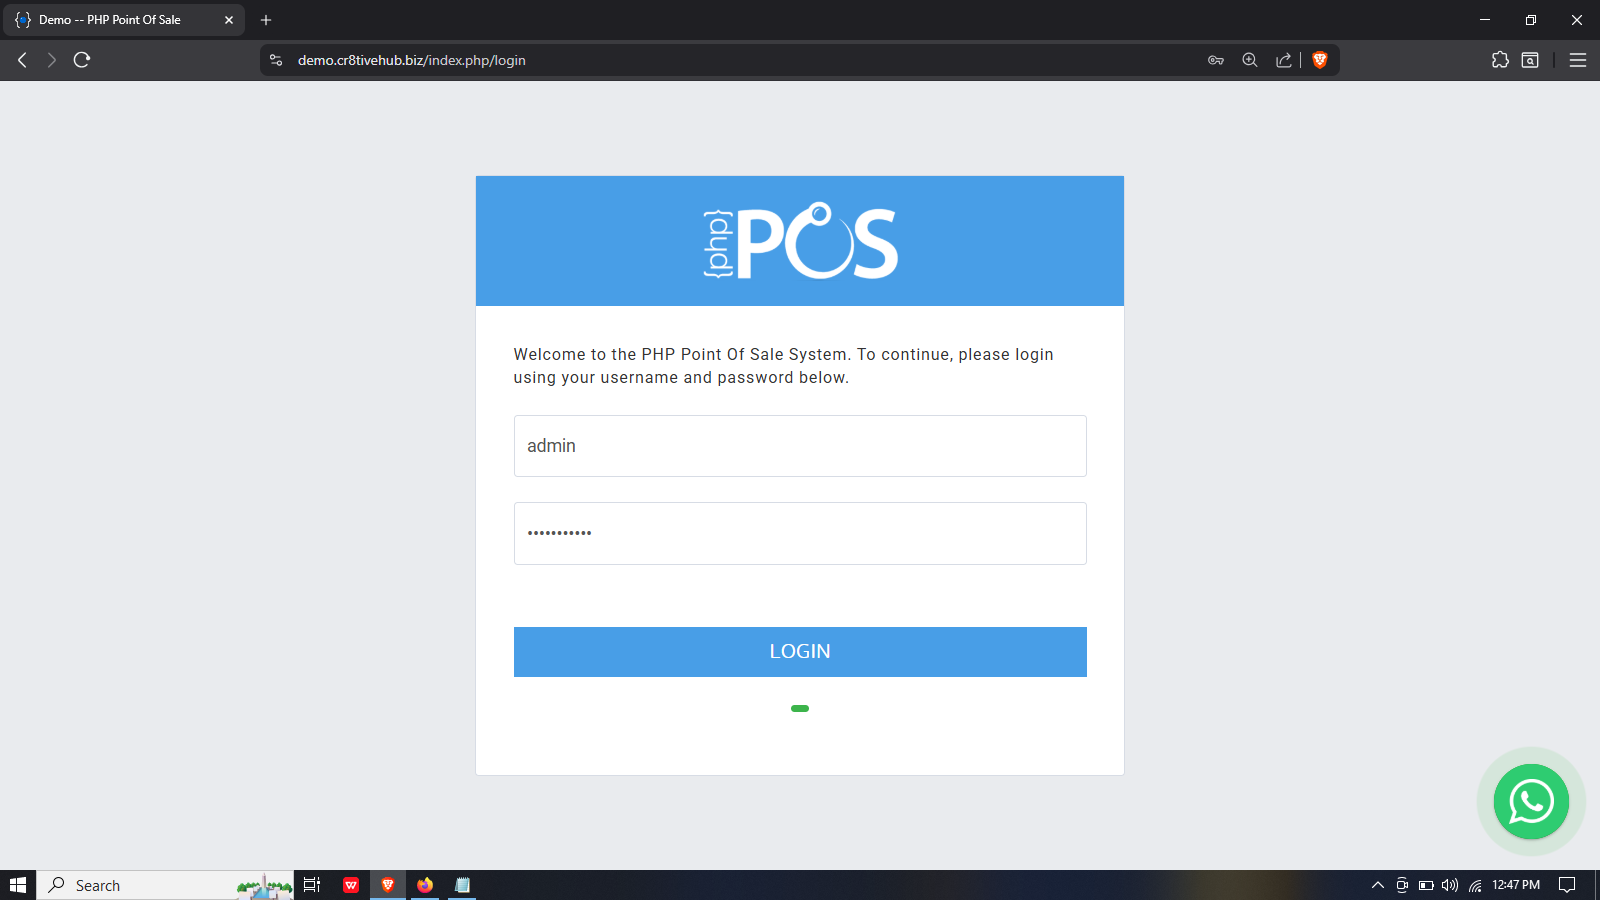 Demo -- PHP Point Of Sale
demo.cr8tivehub.biz/index.php/login
{php}
POS
Welcome to the PHP Point Of Sale System. To continue, please login
using your username and password below.
admin
•••••••••••
LOGIN
Search
12:47 PM